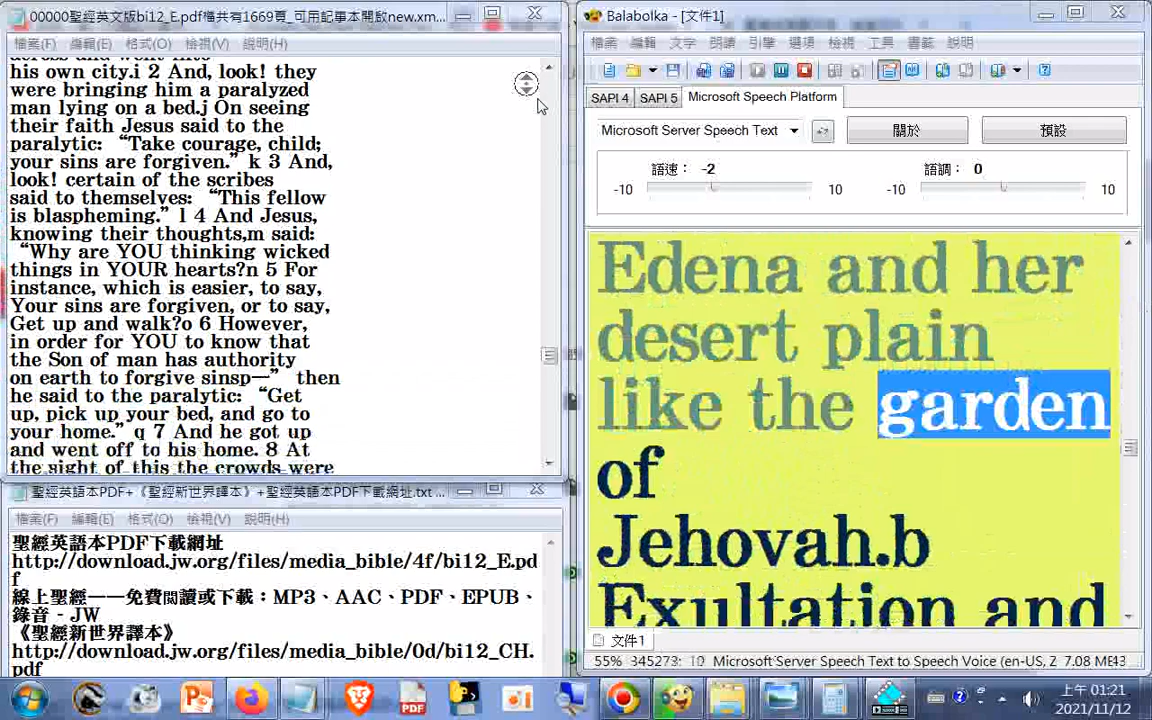 00000聖經英文版bi12_E.pdf檔共有1669頁_可用記事本開啟new.xm...
檔案(F) 編輯(E) 格式(O) 檢視(V) 說明(H)
his own city.i 2 And, look! they
were bringing him a paralyzed
man lying on a bed.j On seeing
their faith Jesus said to the
paralytic: “Take courage, child;
your sins are forgiven.” k 3 And,
look! certain of the scribes
said to themselves: “This fellow
is blaspheming.” l 4 And Jesus,
knowing their thoughts,m said:
“Why are YOU thinking wicked
things in YOUR hearts?n 5 For
instance, which is easier, to say,
Your sins are forgiven, or to say,
Get up and walk?o 6 However,
in order for YOU to know that
the Son of man has authority
on earth to forgive sinsp—” then
he said to the paralytic: “Get
up, pick up your bed, and go to
your home.” q 7 And he got up
and went off to his home. 8 At
the sight of this the crowds were
聖經英語本PDF+《聖經新世界譯本》+聖經英語本PDF下載網址.txt ...
檔案(F) 編輯(E) 格式(O) 檢視(V) 說明(H)
聖經英語本PDF下載網址
http://download.jw.org/files/media_bible/4f/bi12_E.pd
f
線上聖經——免費閱讀或下載：MP3、AAC、PDF、EPUB、
錄音 - JW
《聖經新世界譯本》
http://download.jw.org/files/media_bible/0d/bi12_CH.
pdf
Balabolka - [文件1]
檔案 編輯 文字 朗讀 引擎 選項 檢視 工具 書籤 說明
SAPI 4 SAPI 5 Microsoft Speech Platform
Microsoft Server Speech Text 關於 預設
語速： -2 語調： 0
-10 10 -10 10
Edena and her
desert plain
like the garden
of
Jehovah.b
Exultation and
文件1
55% 345273: 10 Microsoft Server Speech Text to Speech Voice (en-US, Z 7.08 ME43
上午 01:21
2021/11/12